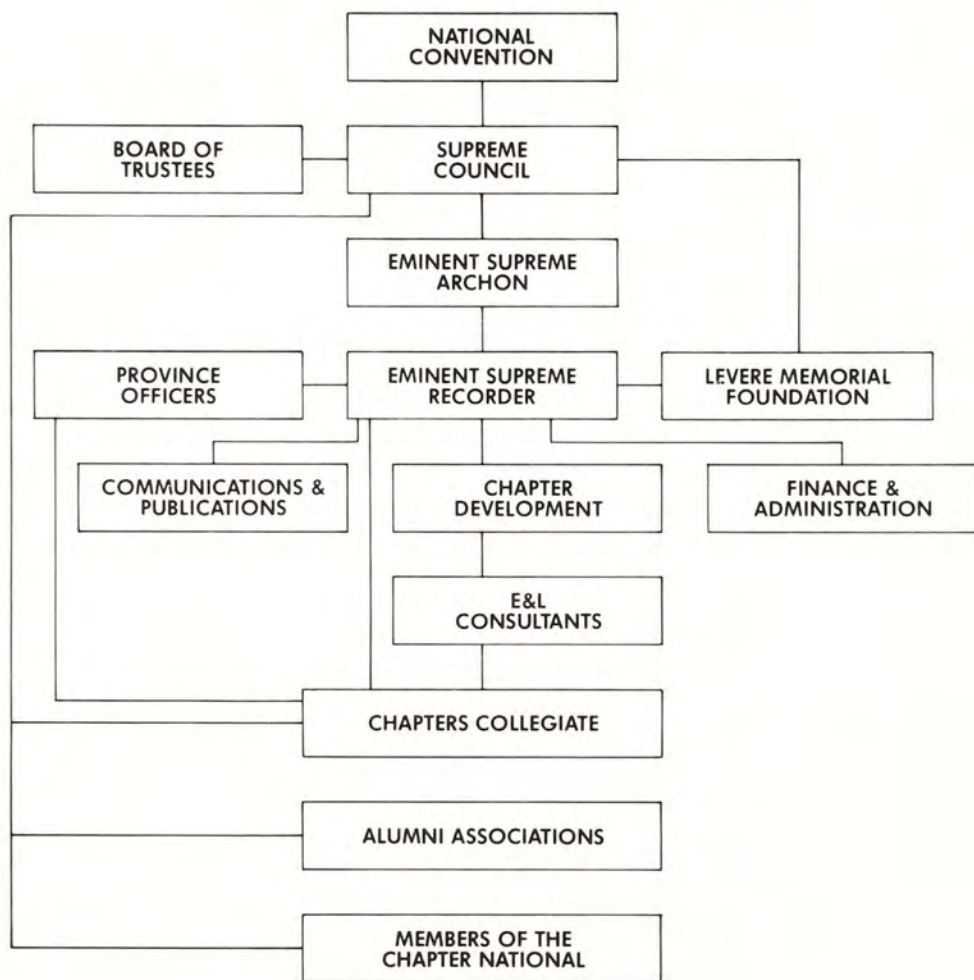 NATIONAL
CONVENTION
BOARD OF
TRUSTEES
SUPREME
COUNCIL
EMINENT SUPREME
ARCHON
PROVINCE
OFFICERS
EMINENT SUPREME
RECORDER
LEVERE MEMORIAL
FOUNDATION
COMMUNICATIONS &
PUBLICATIONS
CHAPTER
DEVELOPMENT
FINANCE &
ADMINISTRATION
E&L
CONSULTANTS
CHAPTERS COLLEGIATE
ALUMNI ASSOCIATIONS
MEMBERS OF THE
CHAPTER NATIONAL